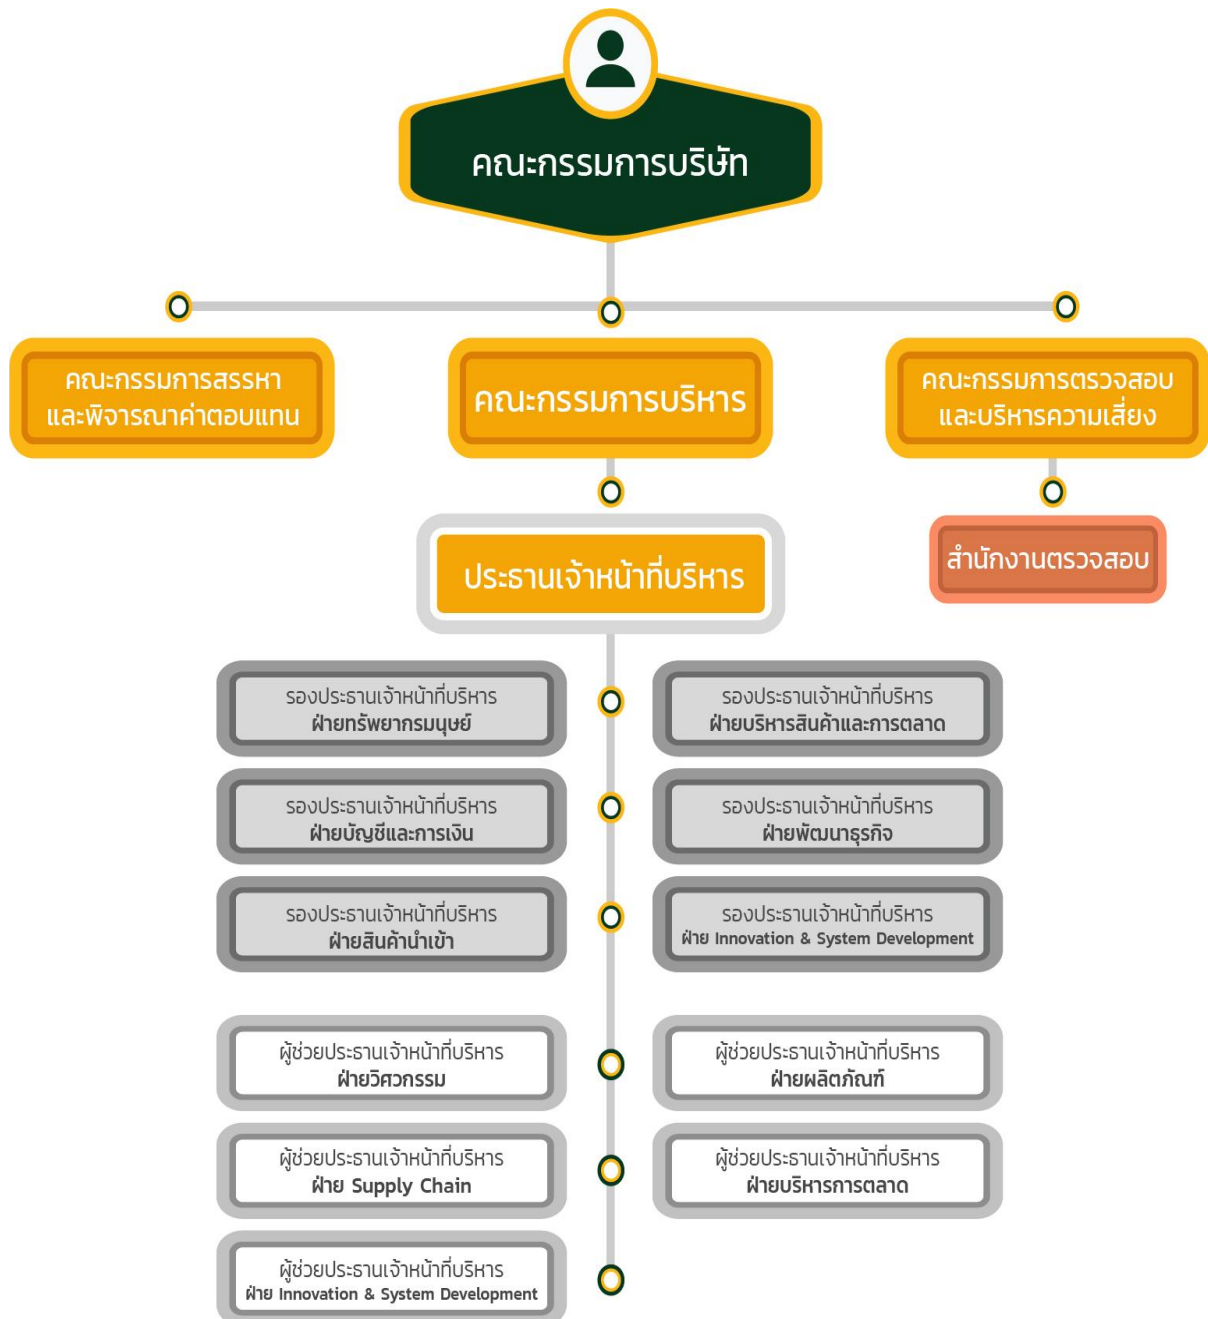 คณะกรรมการบริษัท
คณะกรรมการสรรหา
และพิจารณาค่าตอบแทน
คณะกรรมการบริหาร
คณะกรรมการตรวจสอบ
และบริหารความเสี่ยง
ประธานเจ้าหน้าที่บริหาร
สำนักงานตรวจสอบ
รองประธานเจ้าหน้าที่บริหาร
ฝ่ายทรัพยากรมนุษย์
รองประธานเจ้าหน้าที่บริหาร
ฝ่ายบริหารสินค้าและการตลาด
รองประธานเจ้าหน้าที่บริหาร
ฝ่ายบัญชีและการเงิน
รองประธานเจ้าหน้าที่บริหาร
ฝ่ายพัฒนาธุรกิจ
รองประธานเจ้าหน้าที่บริหาร
ฝ่ายสินค้านำเข้า
รองประธานเจ้าหน้าที่บริหาร
ฝ่าย Innovation & System Development
ผู้ช่วยประธานเจ้าหน้าที่บริหาร
ฝ่ายวิศวกรรม
ผู้ช่วยประธานเจ้าหน้าที่บริหาร
ฝ่ายผลิตภัณฑ์
ผู้ช่วยประธานเจ้าหน้าที่บริหาร
ฝ่าย Supply Chain
ผู้ช่วยประธานเจ้าหน้าที่บริหาร
ฝ่ายบริหารการตลาด
ผู้ช่วยประธานเจ้าหน้าที่บริหาร
ฝ่าย Innovation & System Development